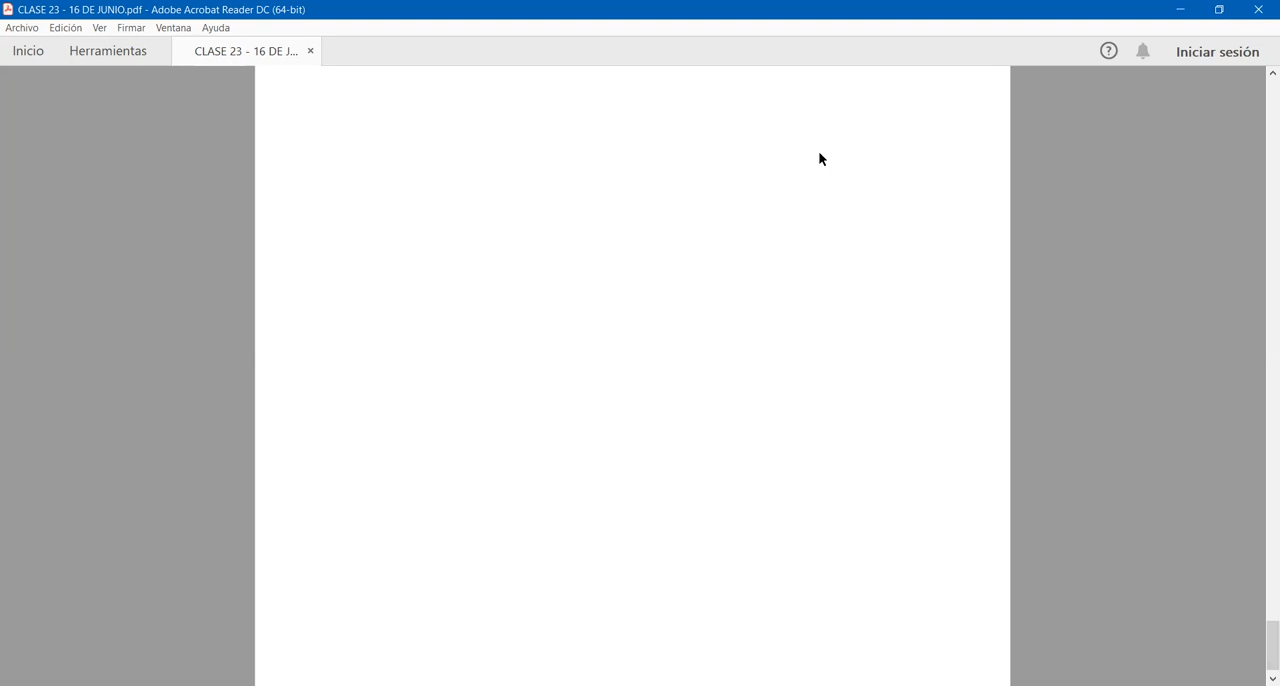 CLASE 23 - 16 DE JUNIO.pdf - Adobe Acrobat Reader DC (64-bit)
Archivo Edición Ver Firmar Ventana Ayuda
Inicio Herramientas CLASE 23 - 16 DE J... × ? Iniciar sesión